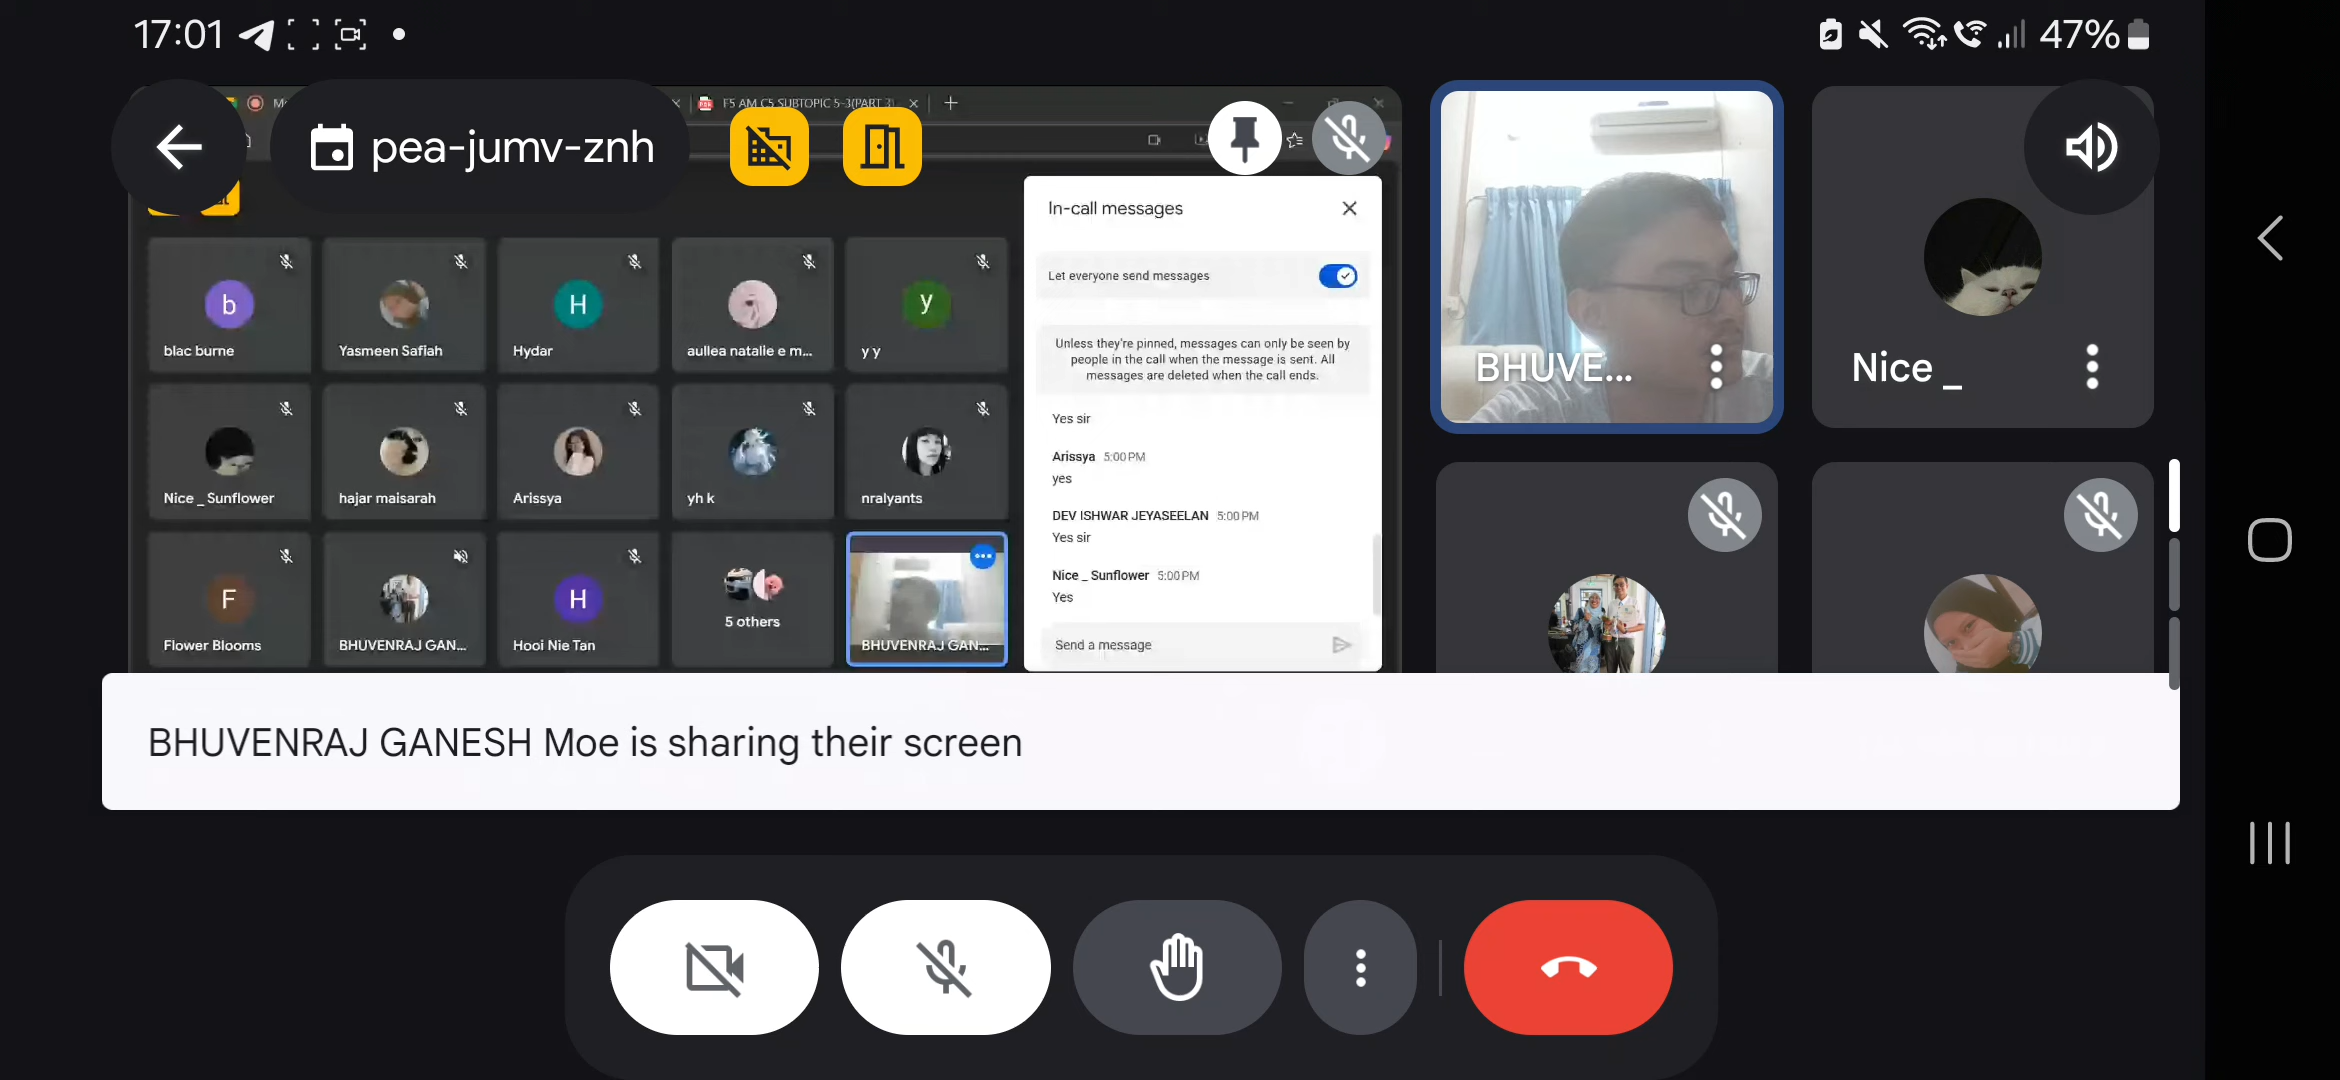 17:01
47%
F5 AM C5 SUBTOPIC 5-3(PART 3)
pea-jumv-znh
In-call messages
Let everyone send messages
Unless they're pinned, messages can only be seen by
people in the call when the message is sent. All
messages are deleted when the call ends.
Yes sir
Arissya 5:00 PM
yes
DEV ISHWAR JEYASEELAN 5:00 PM
Yes sir
Nice _ Sunflower 5:00 PM
Yes
Send a message
b
blac burne
Yasmeen Safiah
H
Hydar
aullea natalie e m...
y
y y
Nice _ Sunflower
hajar maisarah
Arissya
yh k
nralyants
F
Flower Blooms
BHUVENRAJ GAN...
H
Hooi Nie Tan
5 others
BHUVENRAJ GAN...
BHUVE...
Nice _
BHUVENRAJ GANESH Moe is sharing their screen